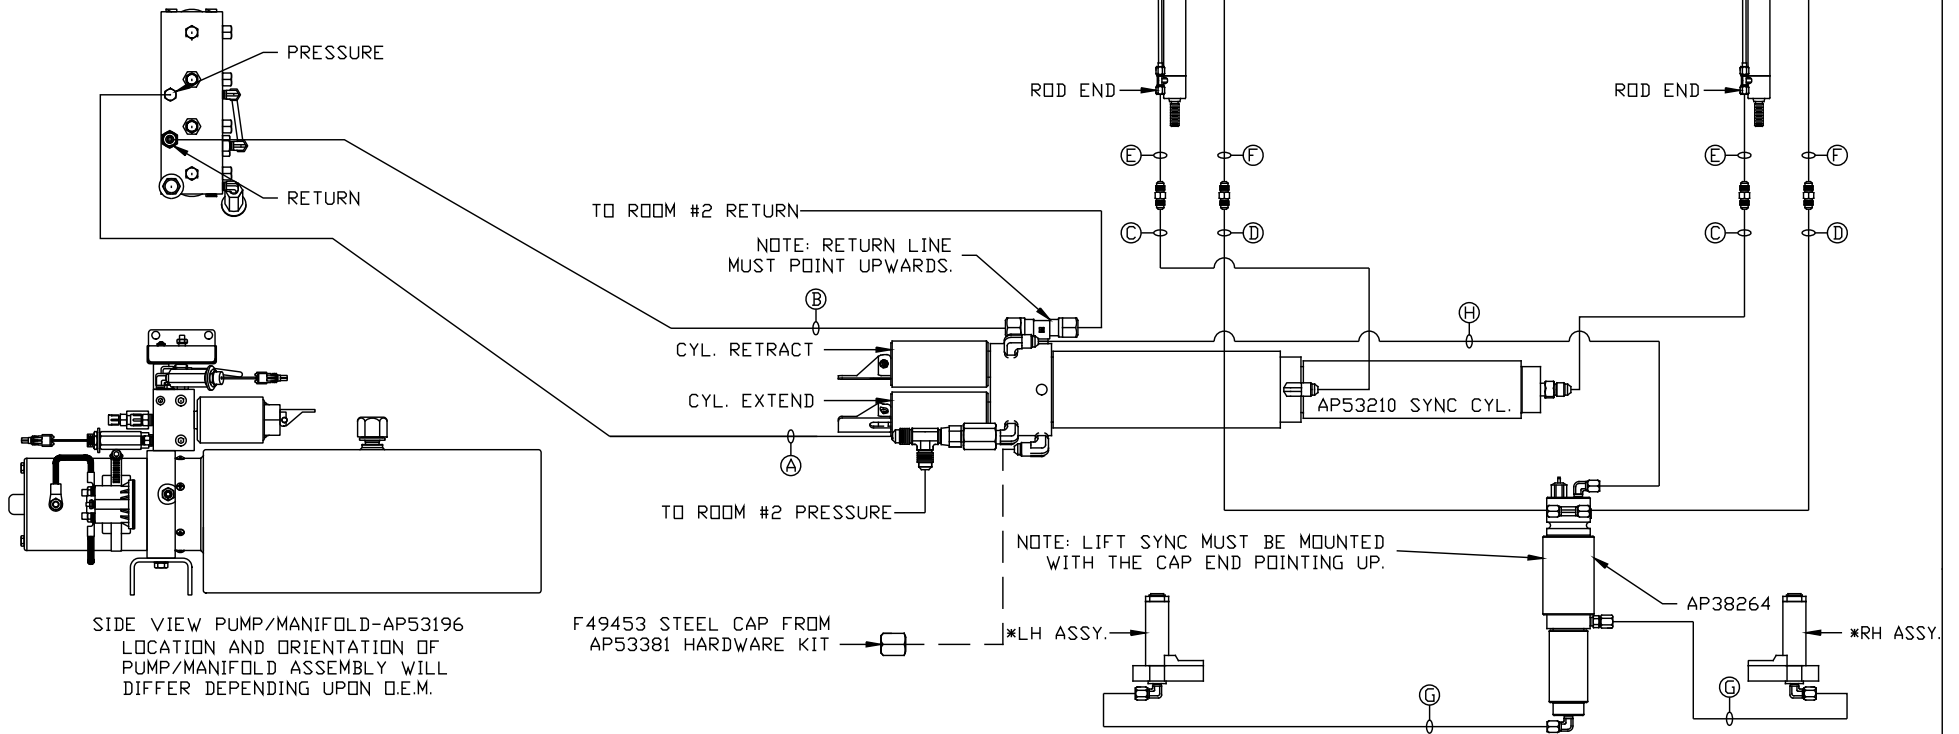 PRESSURE
RETURN
ROD END
ROD END
E
F
E
F
TO ROOM #2 RETURN
NOTE: RETURN LINE
MUST POINT UPWARDS.
C
D
C
D
B
H
CYL. RETRACT
CYL. EXTEND
AP53210 SYNC CYL.
A
TO ROOM #2 PRESSURE
NOTE: LIFT SYNC MUST BE MOUNTED
WITH THE CAP END POINTING UP.
AP38264
SIDE VIEW PUMP/MANIFOLD-AP53196
LOCATION AND ORIENTATION OF
PUMP/MANIFOLD ASSEMBLY WILL
DIFFER DEPENDING UPON O.E.M.
F49453 STEEL CAP FROM
AP53381 HARDWARE KIT
*LH ASSY.
*RH ASSY.
G
G